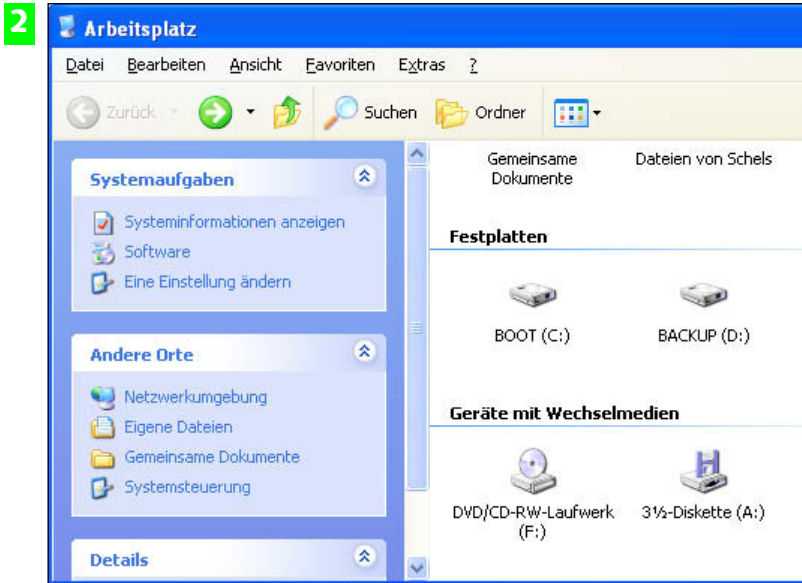 2
Arbeitsplatz
Datei Bearbeiten Ansicht Favoriten Extras ?
Zurück Suchen Ordner
Systemaufgaben
Systeminformationen anzeigen
Software
Eine Einstellung ändern
Andere Orte
Netzwerkumgebung
Eigene Dateien
Gemeinsame Dokumente
Systemsteuerung
Details
Gemeinsame Dateien von Schels
Dokumente
Festplatten
BOOT (C:) BACKUP (D:)
Geräte mit Wechselmedien
DVD/CD-RW-Laufwerk 3½-Diskette (A:)
(F:)